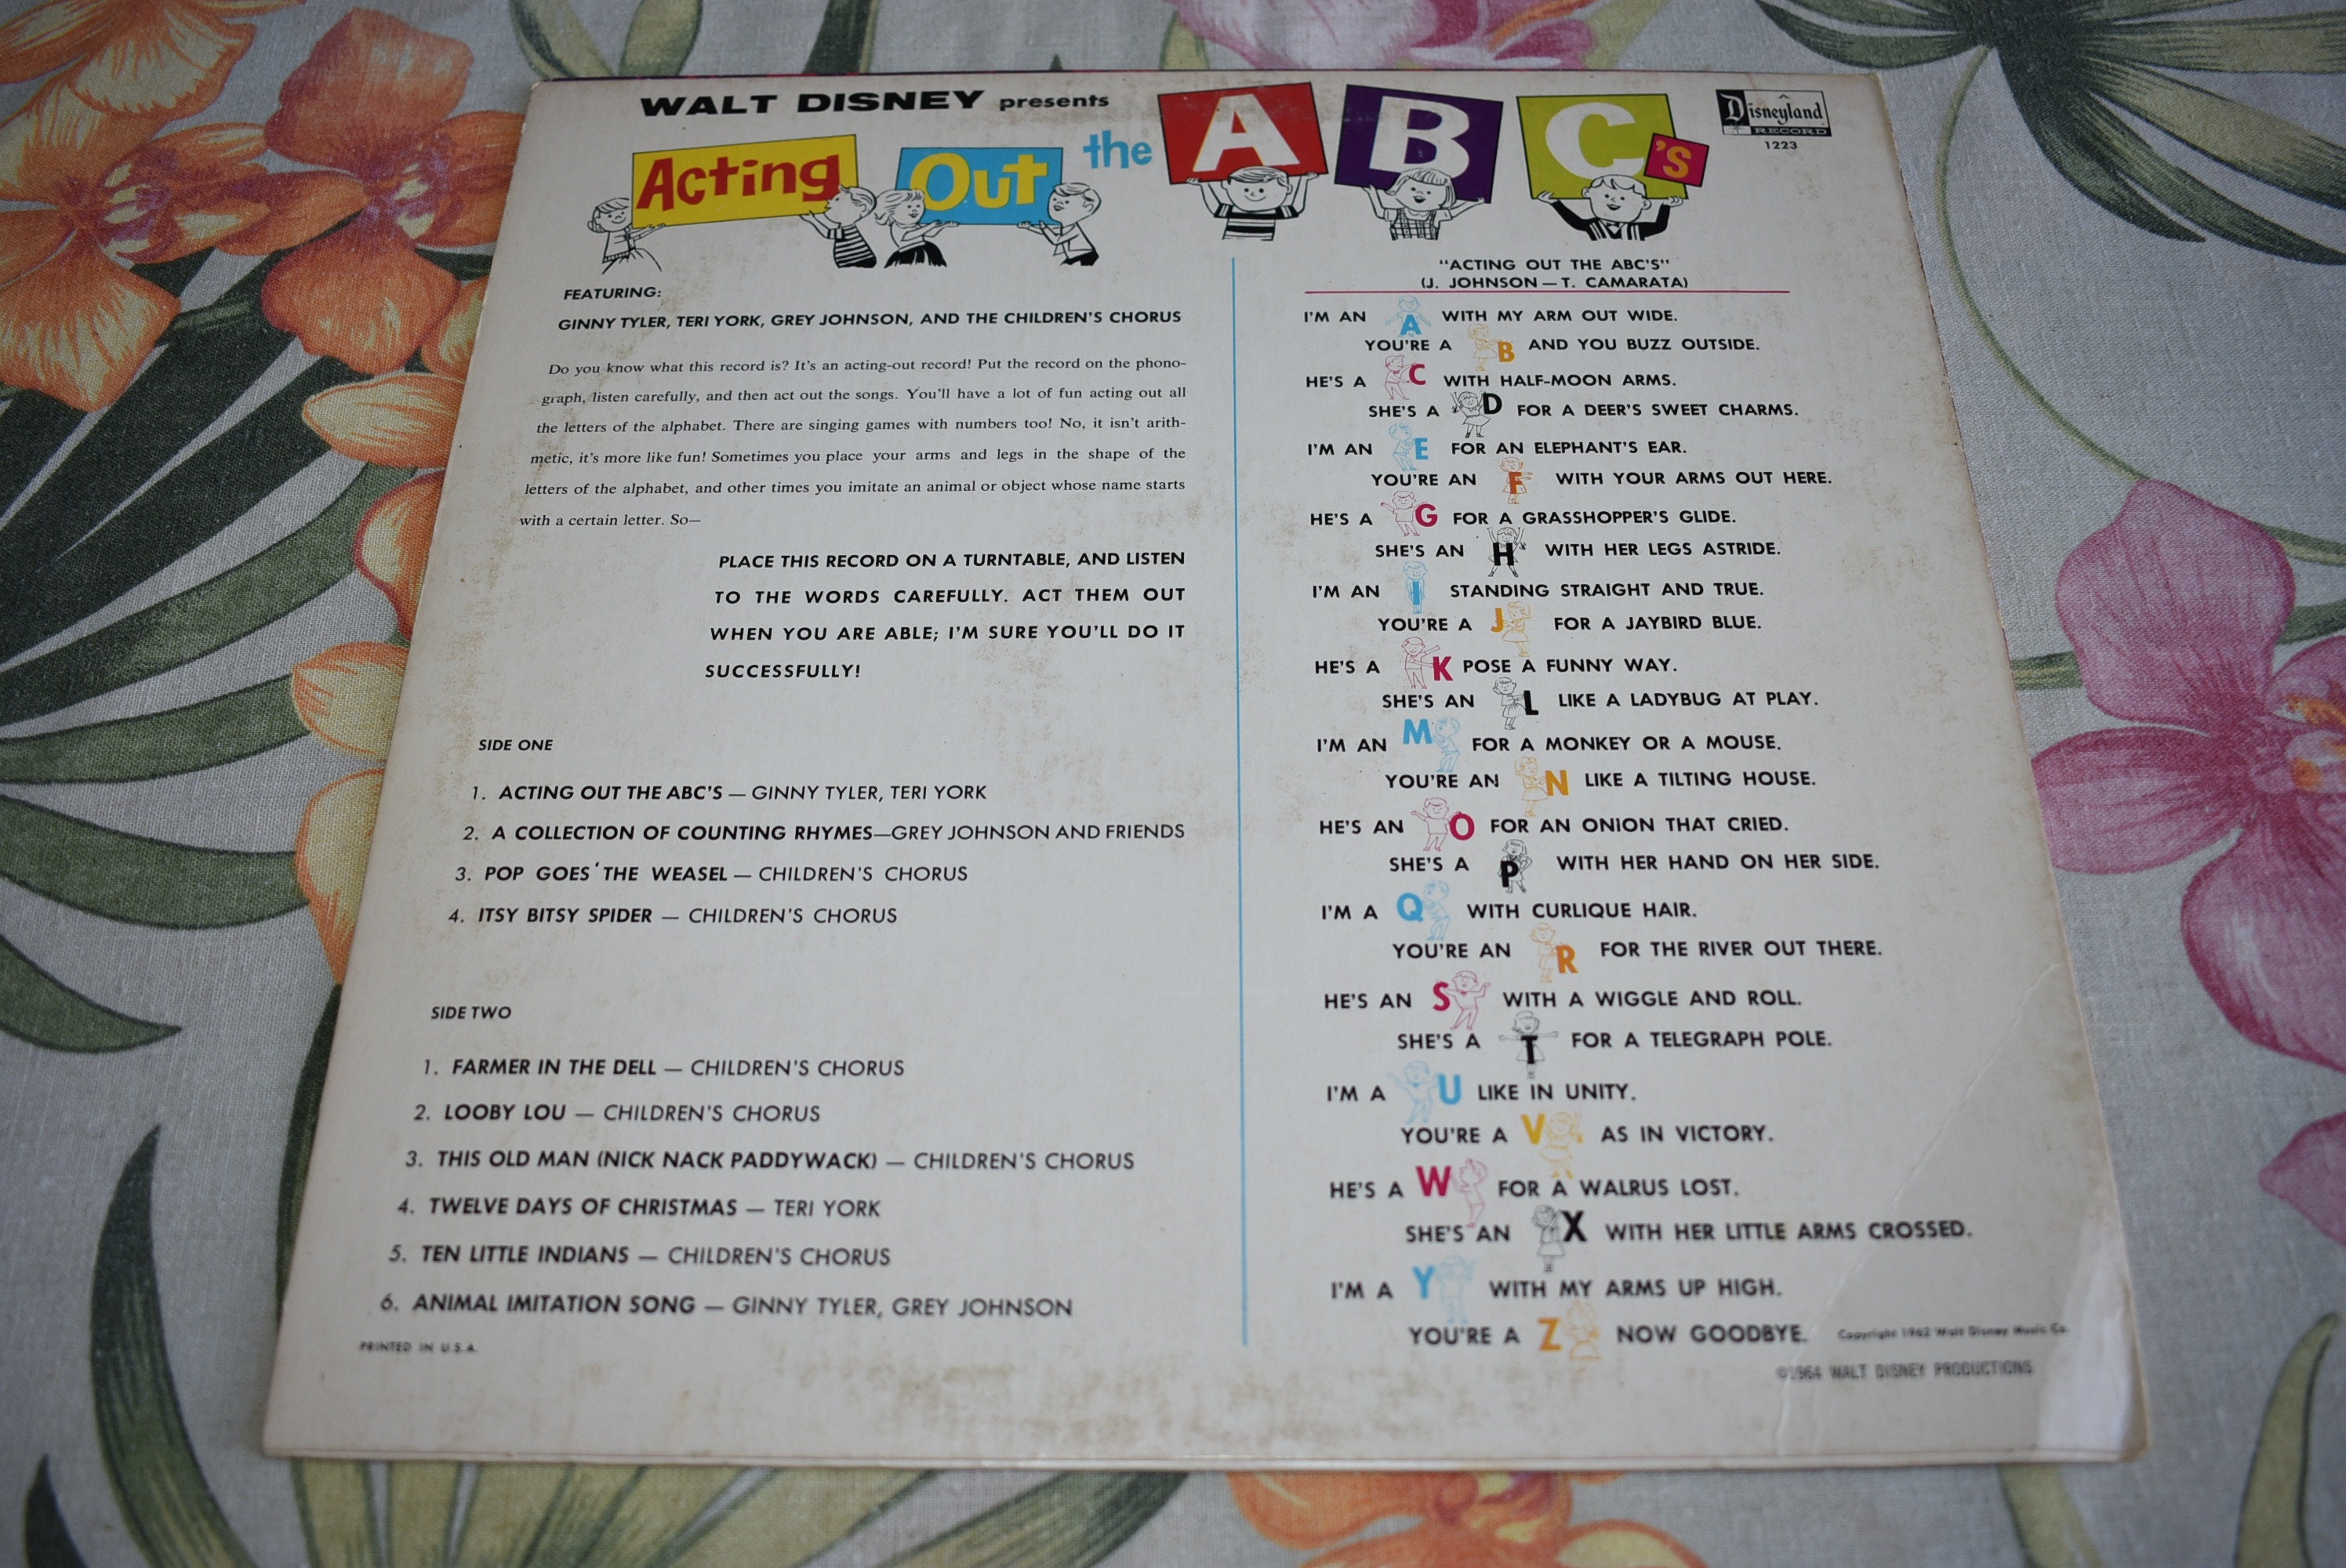 WALT DISNEY presents
Acting Out the ABC's
Disneyland
RECORD
1223
FEATURING:
GINNY TYLER, TERI YORK, GREY JOHNSON, AND THE CHILDREN'S CHORUS
Do you know what this record is? It's an acting-out record! Put the record on the phono-
graph, listen carefully, and then act out the songs. You'll have a lot of fun acting out all
the letters of the alphabet. There are singing games with numbers too! No, it isn't arith-
metic, it's more like fun! Sometimes you place your arms and legs in the shape of the
letters of the alphabet, and other times you imitate an animal or object whose name starts
with a certain letter. So—
PLACE THIS RECORD ON A TURNTABLE, AND LISTEN
TO THE WORDS CAREFULLY. ACT THEM OUT
WHEN YOU ARE ABLE; I'M SURE YOU'LL DO IT
SUCCESSFULLY!
SIDE ONE
1. ACTING OUT THE ABC'S — GINNY TYLER, TERI YORK
2. A COLLECTION OF COUNTING RHYMES—GREY JOHNSON AND FRIENDS
3. POP GOES THE WEASEL — CHILDREN'S CHORUS
4. ITSY BITSY SPIDER — CHILDREN'S CHORUS
SIDE TWO
1. FARMER IN THE DELL — CHILDREN'S CHORUS
2. LOOBY LOU — CHILDREN'S CHORUS
3. THIS OLD MAN (NICK NACK PADDYWACK) — CHILDREN'S CHORUS
4. TWELVE DAYS OF CHRISTMAS — TERI YORK
5. TEN LITTLE INDIANS — CHILDREN'S CHORUS
6. ANIMAL IMITATION SONG — GINNY TYLER, GREY JOHNSON
PRINTED IN U.S.A.
"ACTING OUT THE ABC'S"
(J. JOHNSON — T. CAMARATA)
I'M AN A WITH MY ARM OUT WIDE.
YOU'RE A B AND YOU BUZZ OUTSIDE.
HE'S A C WITH HALF-MOON ARMS.
SHE'S A D FOR A DEER'S SWEET CHARMS.
I'M AN E FOR AN ELEPHANT'S EAR.
YOU'RE AN F WITH YOUR ARMS OUT HERE.
HE'S A G FOR A GRASSHOPPER'S GLIDE.
SHE'S AN H WITH HER LEGS ASTRIDE.
I'M AN I STANDING STRAIGHT AND TRUE.
YOU'RE A J FOR A JAYBIRD BLUE.
HE'S A K POSE A FUNNY WAY.
SHE'S AN L LIKE A LADYBUG AT PLAY.
I'M AN M FOR A MONKEY OR A MOUSE.
YOU'RE AN N LIKE A TILTING HOUSE.
HE'S AN O FOR AN ONION THAT CRIED.
SHE'S A P WITH HER HAND ON HER SIDE.
I'M A Q WITH CURLIQUE HAIR.
YOU'RE AN R FOR THE RIVER OUT THERE.
HE'S AN S WITH A WIGGLE AND ROLL.
SHE'S A T FOR A TELEGRAPH POLE.
I'M A U LIKE IN UNITY.
YOU'RE A V AS IN VICTORY.
HE'S A W FOR A WALRUS LOST.
SHE'S AN X WITH HER LITTLE ARMS CROSSED.
I'M A Y WITH MY ARMS UP HIGH.
YOU'RE A Z NOW GOODBYE.
Copyright 1962 Walt Disney Music Co.
©1964 WALT DISNEY PRODUCTIONS